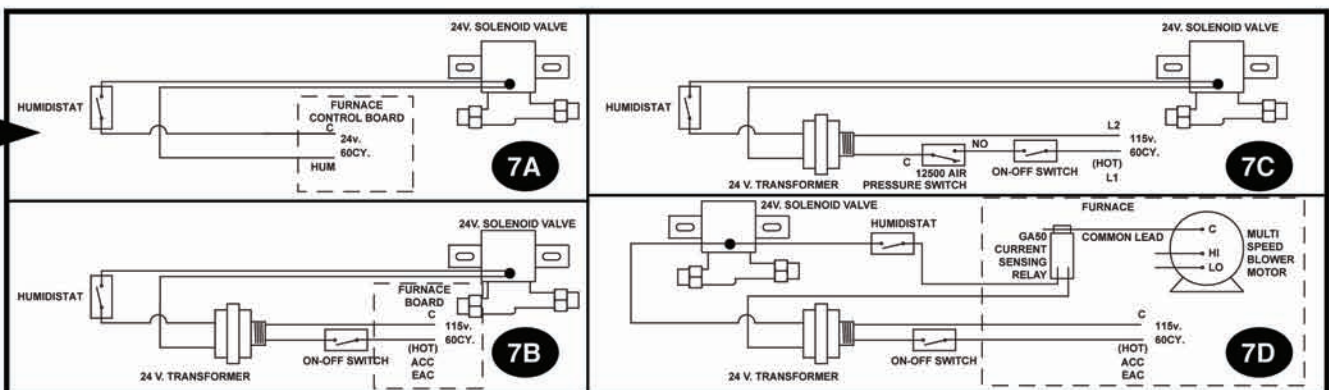 24V. SOLENOID VALVE
HUMIDISTAT
FURNACE
CONTROL BOARD
C
24v.
60CY.
HUM
7A
24V. SOLENOID VALVE
HUMIDISTAT
L2
115v.
60CY.
(HOT)
L1
C
NO
12500 AIR
PRESSURE SWITCH
ON-OFF SWITCH
24 V. TRANSFORMER
7C
24V. SOLENOID VALVE
HUMIDISTAT
FURNACE
BOARD
C
115v.
60CY.
(HOT)
ACC
EAC
ON-OFF SWITCH
24 V. TRANSFORMER
7B
24V. SOLENOID VALVE
HUMIDISTAT
FURNACE
GA50
CURRENT
SENSING
RELAY
COMMON LEAD
C
HI
LO
MULTI
SPEED
BLOWER
MOTOR
C
115v.
60CY.
(HOT)
ACC
EAC
ON-OFF SWITCH
24 V. TRANSFORMER
7D